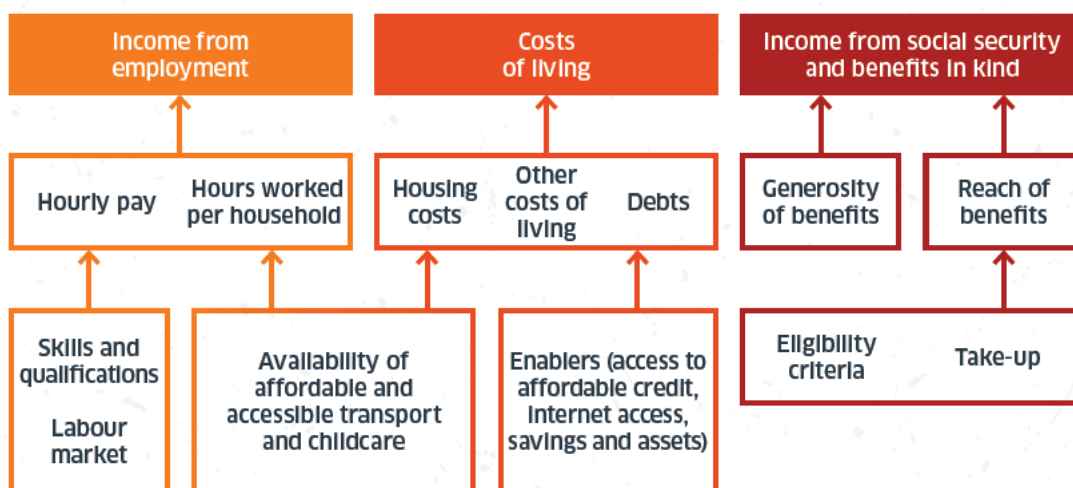 Income from
employment
Costs
of living
Income from social security
and benefits in kind
Hourly pay
Hours worked
per household
Housing
costs
Other
costs of
living
Debts
Generosity
of benefits
Reach of
benefits
Skills and
qualifications
Labour
market
Availability of
affordable and
accessible transport
and childcare
Enablers (access to
affordable credit,
internet access,
savings and assets)
Eligibility
criteria
Take-up